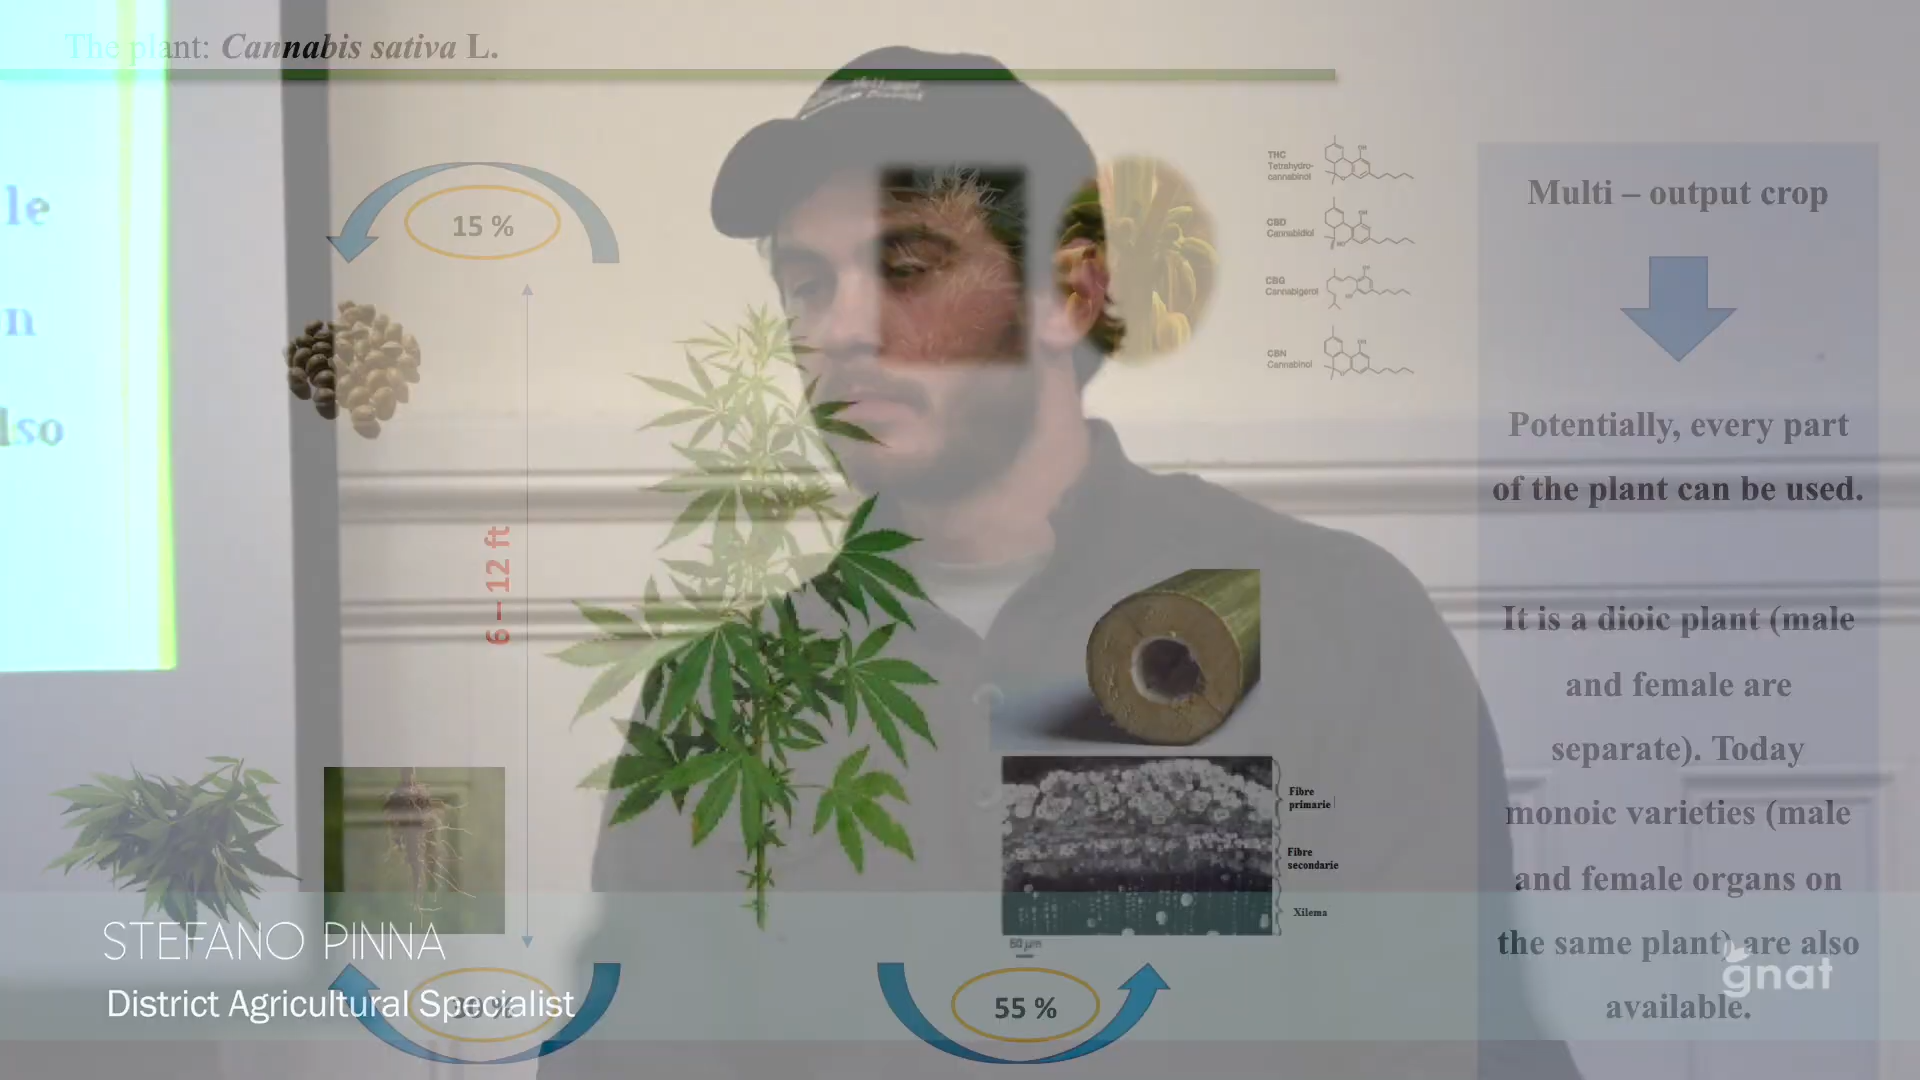 The plant: Cannabis sativa L.
le
n
lso
15 %
6 – 12 ft
THC
Tetrahydro-
cannabinol
CBD
Cannabidiol
CBG
Cannabigerol
CBN
Cannabinol
Multi – output crop
Potentially, every part
of the plant can be used.
It is a dioic plant (male
and female are
separate). Today
monoic varieties (male
and female organs on
the same plant) are also
available.
Fibre
primarie
Fibre
secondarie
Xilema
50 µm
55 %
STEFANO PINNA
District Agricultural Specialist
gnat